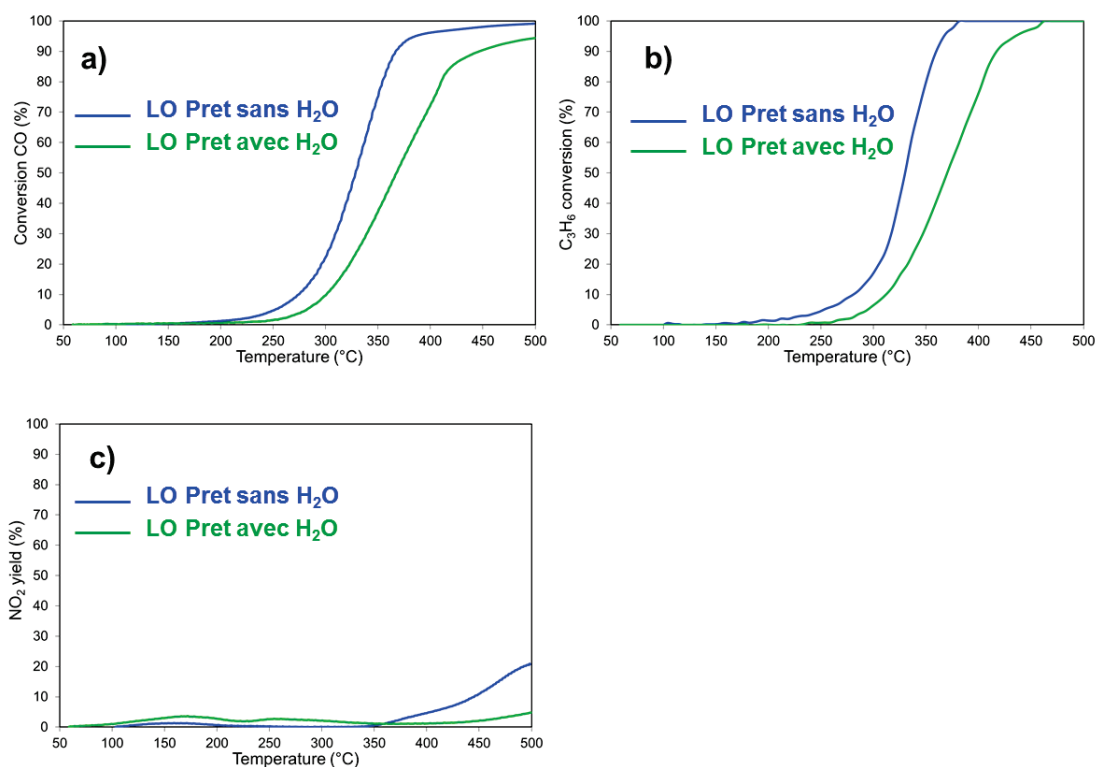 a)
LO Pret sans H₂O
LO Pret avec H₂O
Conversion CO (%)
100
90
80
70
60
50
40
30
20
10
0
50 100 150 200 250 300 350 400 450 500
Temperature (°C)
b)
LO Pret sans H₂O
LO Pret avec H₂O
C₃H₆ conversion (%)
100
90
80
70
60
50
40
30
20
10
0
50 100 150 200 250 300 350 400 450 500
Temperature (°C)
c)
LO Pret sans H₂O
LO Pret avec H₂O
NO₂ yield (%)
100
90
80
70
60
50
40
30
20
10
0
50 100 150 200 250 300 350 400 450 500
Temperature (°C)